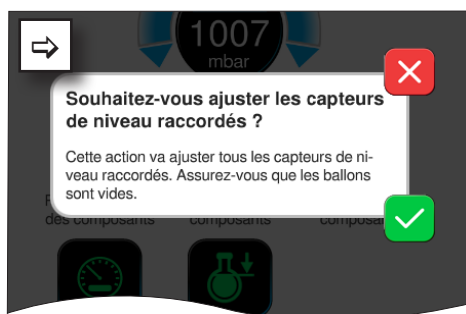 1007
mbar
Souhaitez-vous ajuster les capteurs
de niveau raccordés ?
Cette action va ajuster tous les capteurs de ni-
veau raccordés. Assurez-vous que les ballons
sont vides.
des composants composants